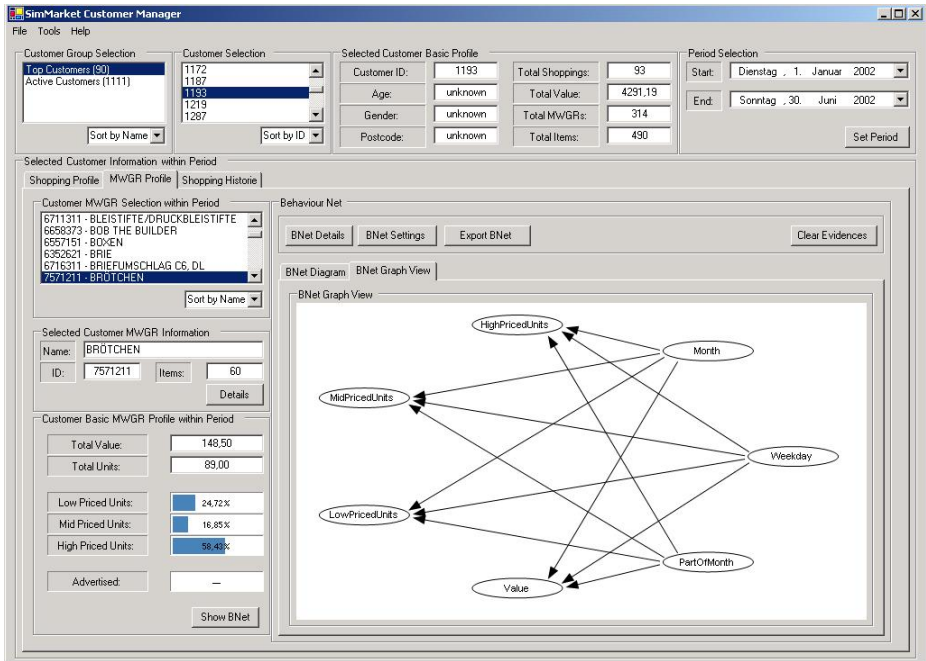 SimMarket Customer Manager
File Tools Help
Customer Group Selection
Top Customers (90)
Active Customers (1111)
Sort by Name
Customer Selection
1172
1187
1193
1219
1287
Sort by ID
Selected Customer Basic Profile
Customer ID: 1193 Total Shoppings: 93
Age: unknown Total Value: 4291,19
Gender: unknown Total MWGRs: 314
Postcode: unknown Total Items: 490
Period Selection
Start: Dienstag , 1. Januar 2002
End: Sonntag , 30. Juni 2002
Set Period
Selected Customer Information within Period
Shopping Profile MWGR Profile Shopping Historie
Customer MWGR Selection within Period
6711311 - BLEISTIFTE/DRUCKBLEISTIFTE
6658373 - BOB THE BUILDER
6557151 - BOXEN
6352621 - BRIE
6716311 - BRIEFUMSCHLAG C6, DL
7571211 - BRÖTCHEN
Sort by Name
Selected Customer MWGR Information
Name: BRÖTCHEN
ID: 7571211 Items: 60
Details
Customer Basic MWGR Profile within Period
Total Value: 148,50
Total Units: 89,00
Low Priced Units: 24,72%
Mid Priced Units: 16,85%
High Priced Units: 58,43%
Advertised: —
Show BNet
Behaviour Net
BNet Details BNet Settings Export BNet Clear Evidences
BNet Diagram BNet Graph View
BNet Graph View
HighPricedUnits
Month
MidPricedUnits
Weekday
LowPricedUnits
PartOfMonth
Value